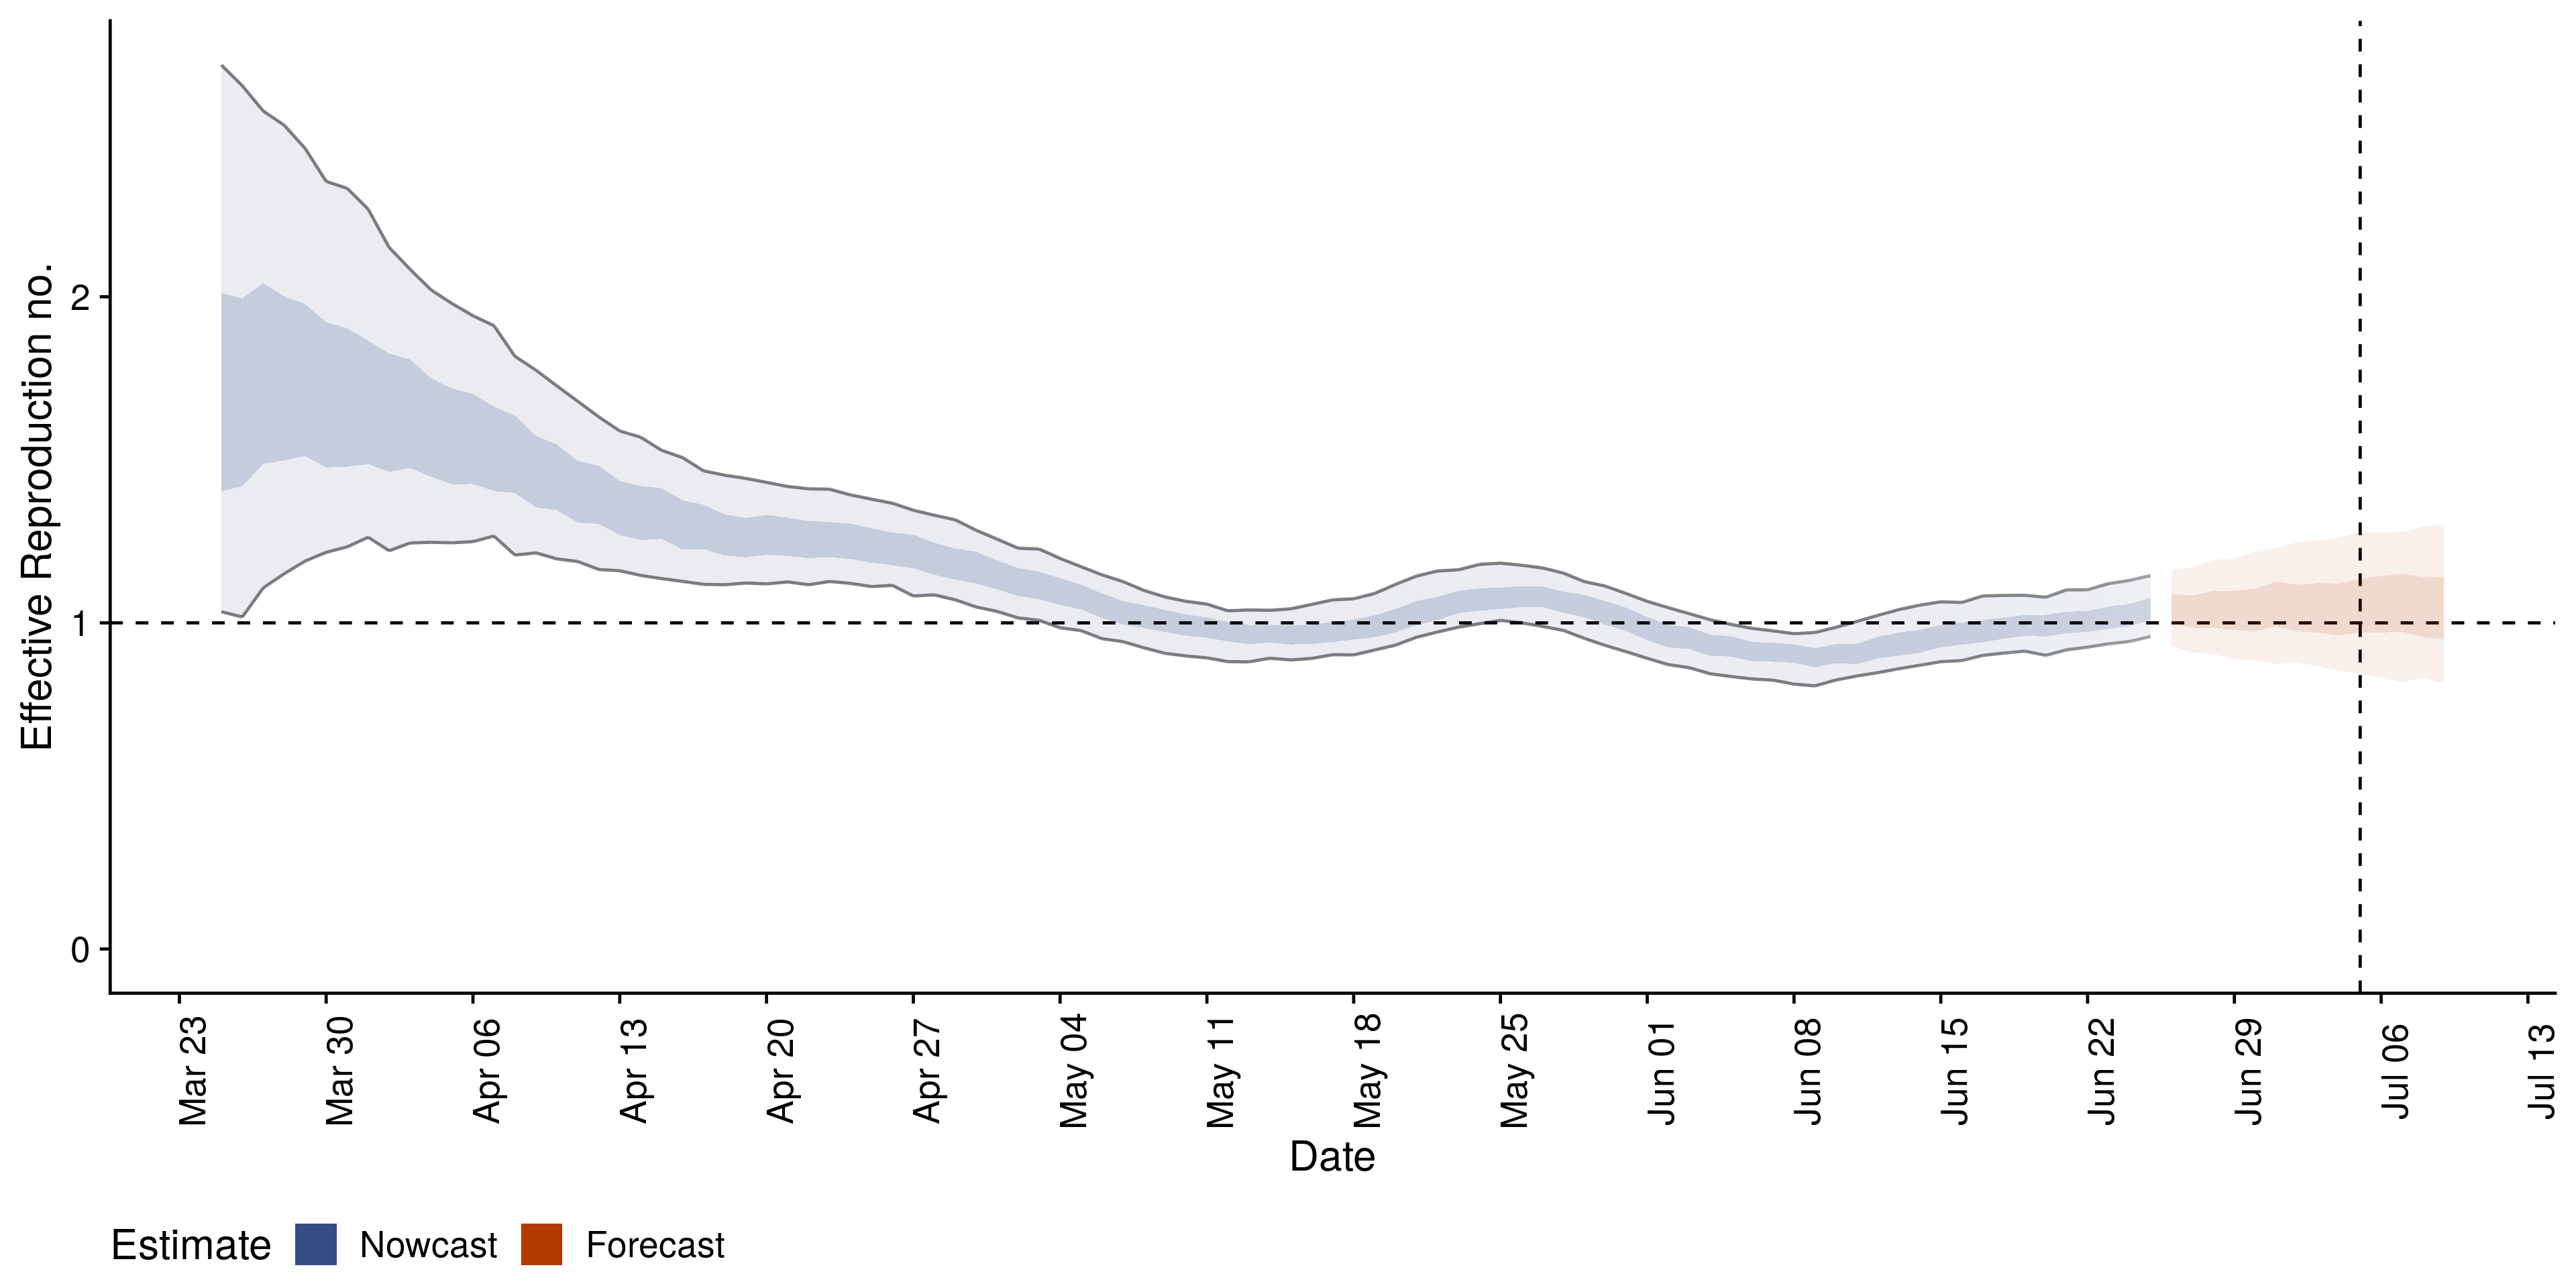 Effective Reproduction no.
2
1
0
Mar 23
Mar 30
Apr 06
Apr 13
Apr 20
Apr 27
May 04
May 11
May 18
May 25
Jun 01
Jun 08
Jun 15
Jun 22
Jun 29
Jul 06
Jul 13
Date
Estimate Nowcast Forecast